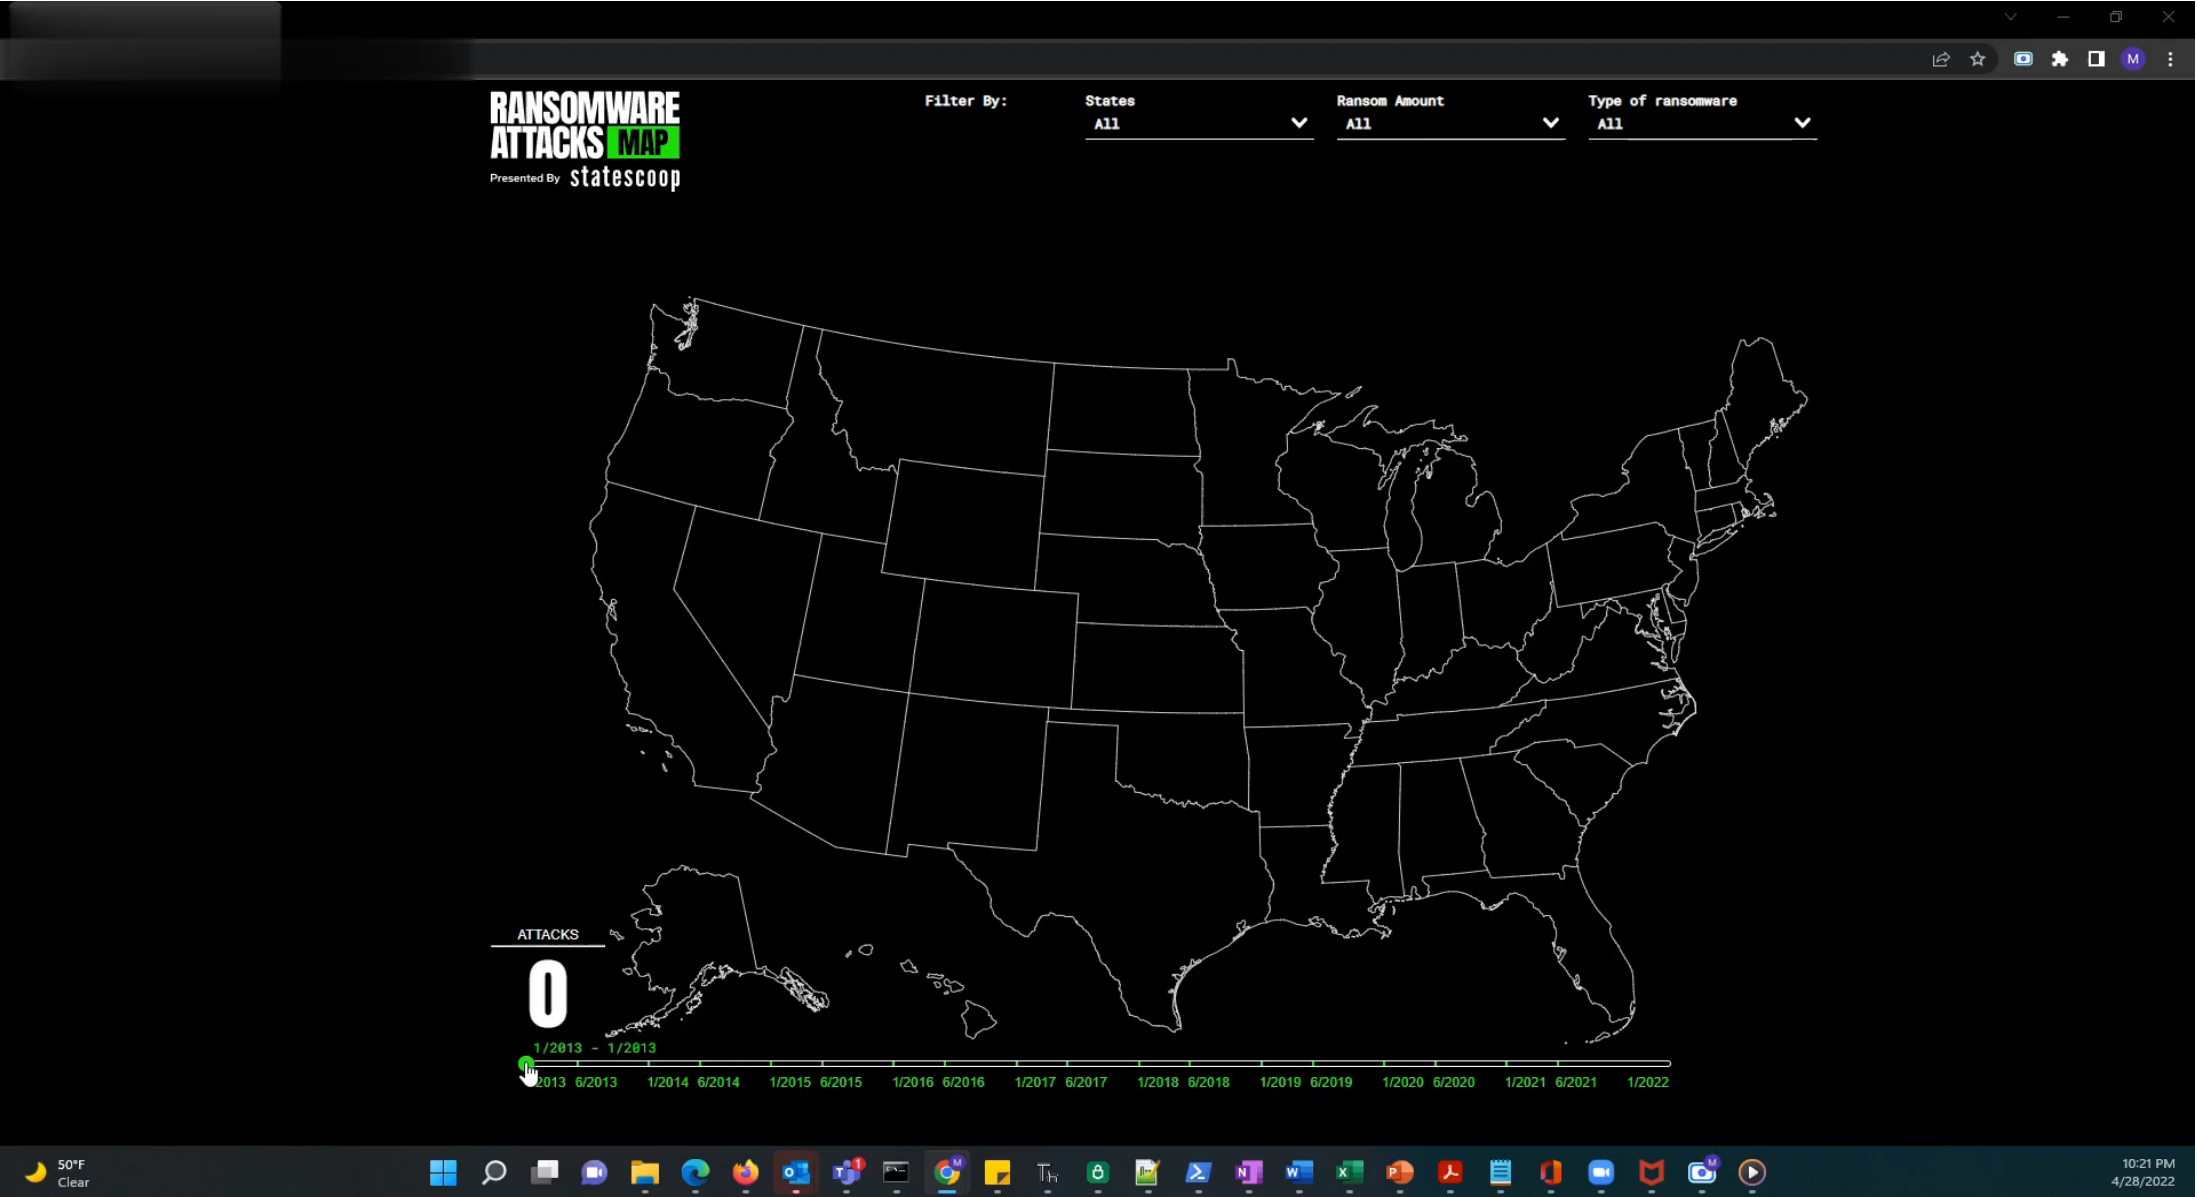 M
RANSOMWARE
ATTACKS MAP
Presented By statescoop
Filter By:
States
All
Ransom Amount
All
Type of ransomware
All
ATTACKS
0
1/2013 - 1/2013
2013 6/2013 1/2014 6/2014 1/2015 6/2015 1/2016 6/2016 1/2017 6/2017 1/2018 6/2018 1/2019 6/2019 1/2020 6/2020 1/2021 6/2021 1/2022
50°F
Clear
10:21 PM
4/28/2022